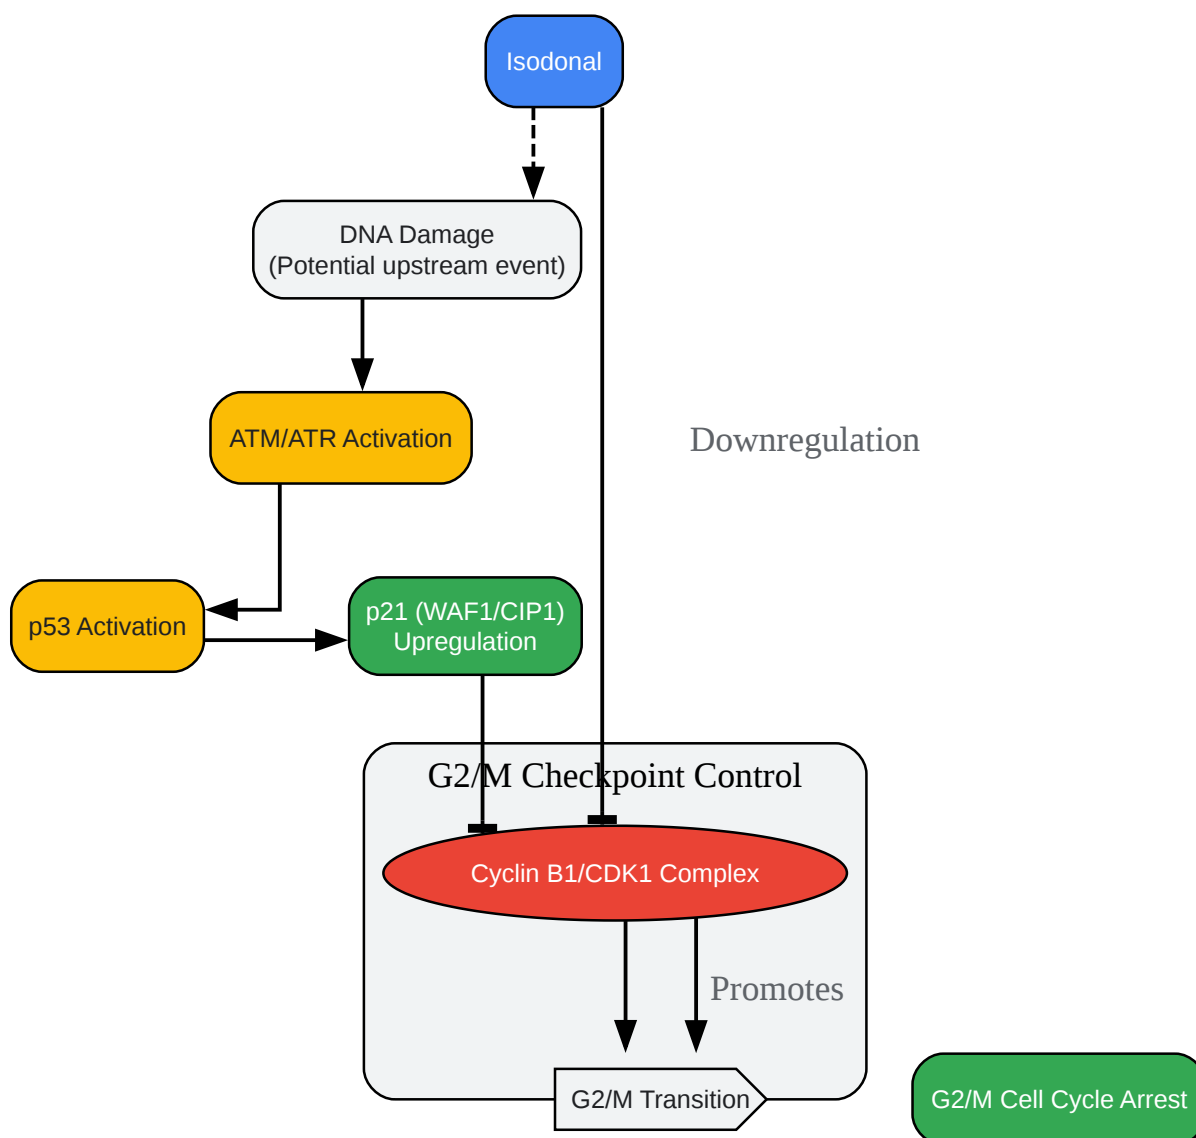 Isodonal
DNA Damage
(Potential upstream event)
ATM/ATR Activation
Downregulation
p53 Activation
p21 (WAF1/CIP1)
Upregulation
G2/M Checkpoint Control
Cyclin B1/CDK1 Complex
Promotes
G2/M Transition
G2/M Cell Cycle Arrest